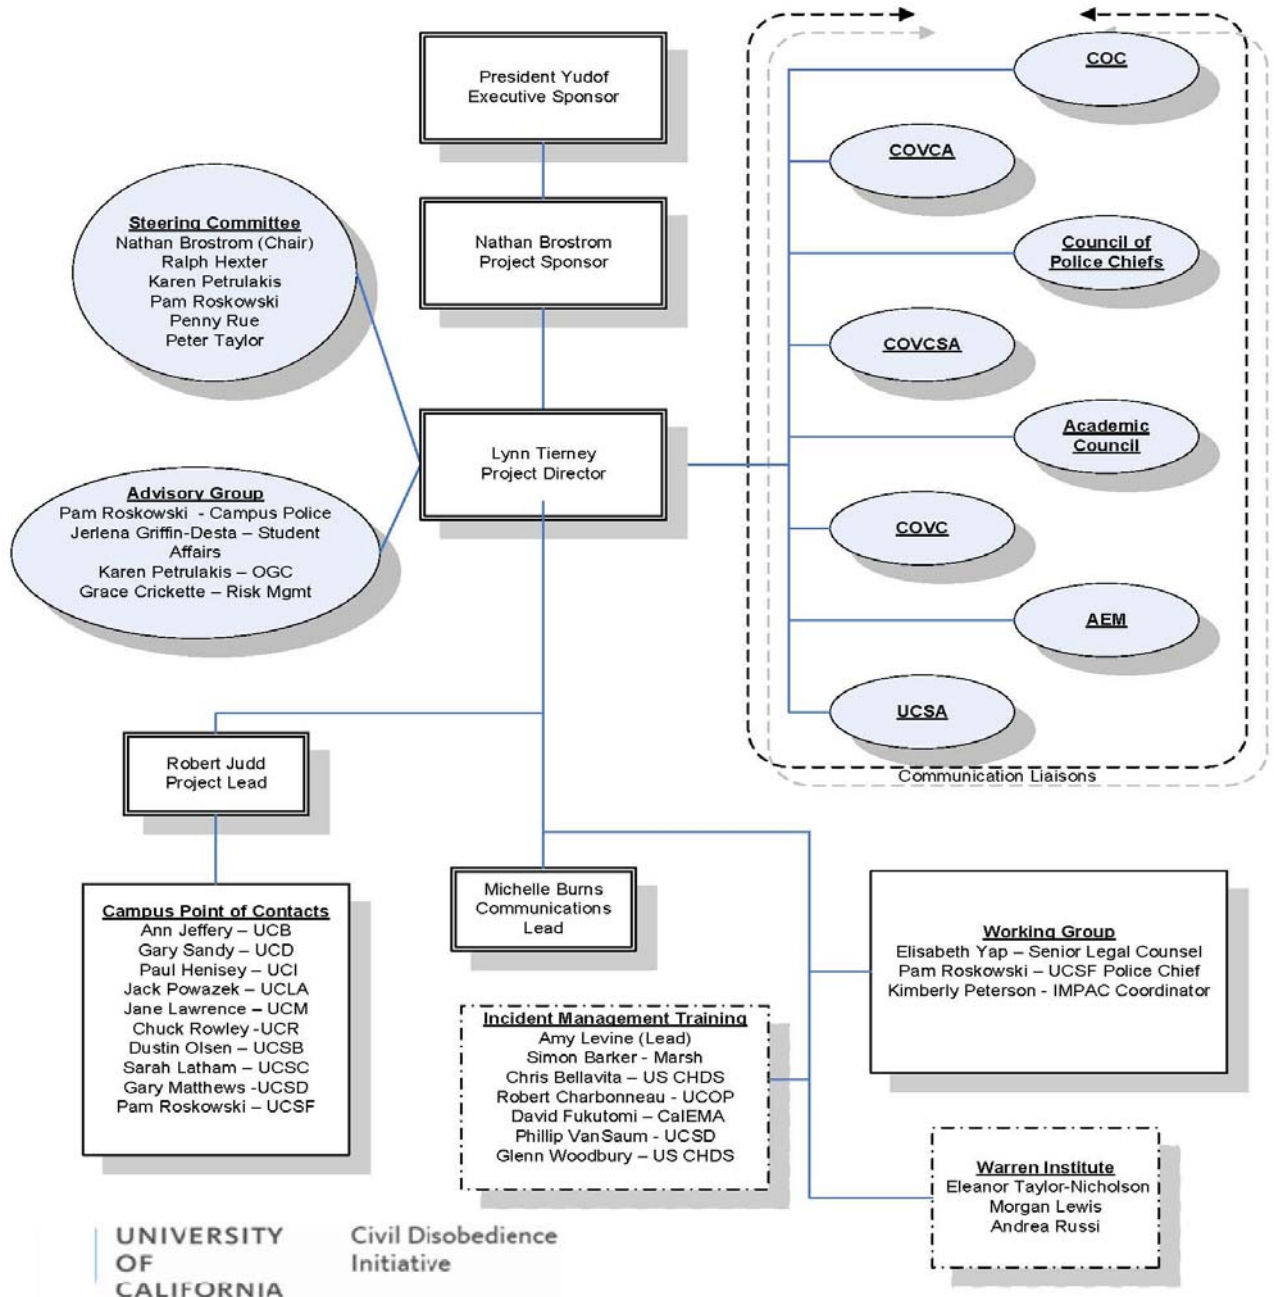 President Yudof
Executive Sponsor
COC
COVCA
Steering Committee
Nathan Brostrom (Chair)
Ralph Hexter
Karen Petrulakis
Pam Roskowski
Penny Rue
Peter Taylor
Nathan Brostrom
Project Sponsor
Council of
Police Chiefs
COVCSA
Lynn Tierney
Project Director
Academic
Council
Advisory Group
Pam Roskowski  - Campus Police
Jerlena Griffin-Desta – Student
Affairs
Karen Petrulakis – OGC
Grace Crickette – Risk Mgmt
COVC
AEM
UCSA
Communication Liaisons
Robert Judd
Project Lead
Campus Point of Contacts
Ann Jeffery – UCB
Gary Sandy – UCD
Paul Henisey – UCI
Jack Powazek – UCLA
Jane Lawrence – UCM
Chuck Rowley -UCR
Dustin Olsen – UCSB
Sarah Latham – UCSC
Gary Matthews -UCSD
Pam Roskowski – UCSF
Michelle Burns
Communications
Lead
Working Group
Elisabeth Yap – Senior Legal Counsel
Pam Roskowski – UCSF Police Chief
Kimberly Peterson - IMPAC Coordinator
Incident Management Training
Amy Levine (Lead)
Simon Barker - Marsh
Chris Bellavita – US CHDS
Robert Charbonneau - UCOP
David Fukutomi – CalEMA
Phillip VanSaum - UCSD
Glenn Woodbury – US CHDS
Warren Institute
Eleanor Taylor-Nicholson
Morgan Lewis
Andrea Russi
UNIVERSITY
OF
CALIFORNIA
Civil Disobedience
Initiative